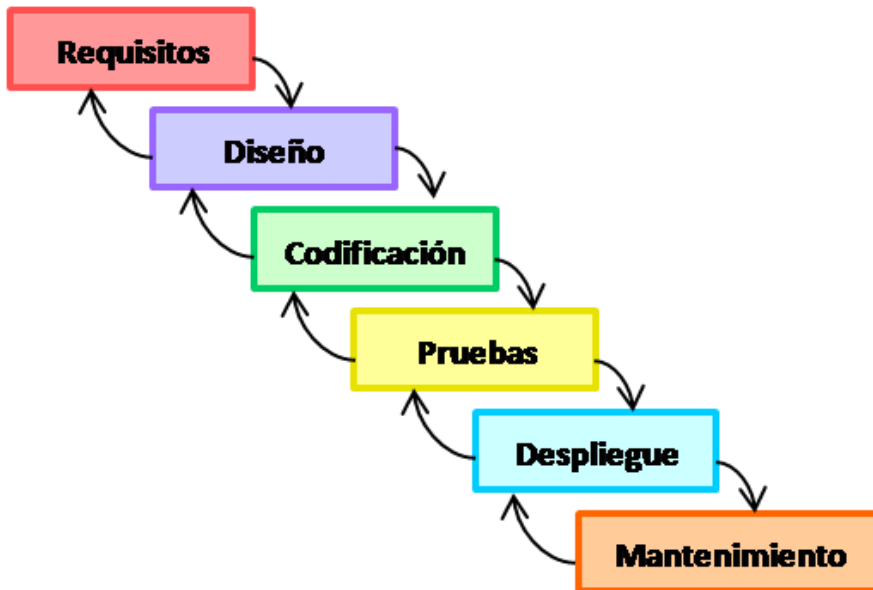 Requisitos
Diseño
Codificación
Pruebas
Despliegue
Mantenimiento